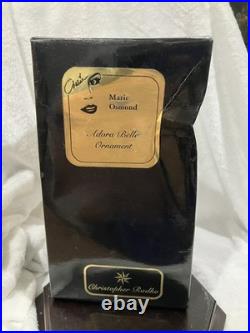 Marie
Osmond
Adora Belle
Ornament
Christopher Radko